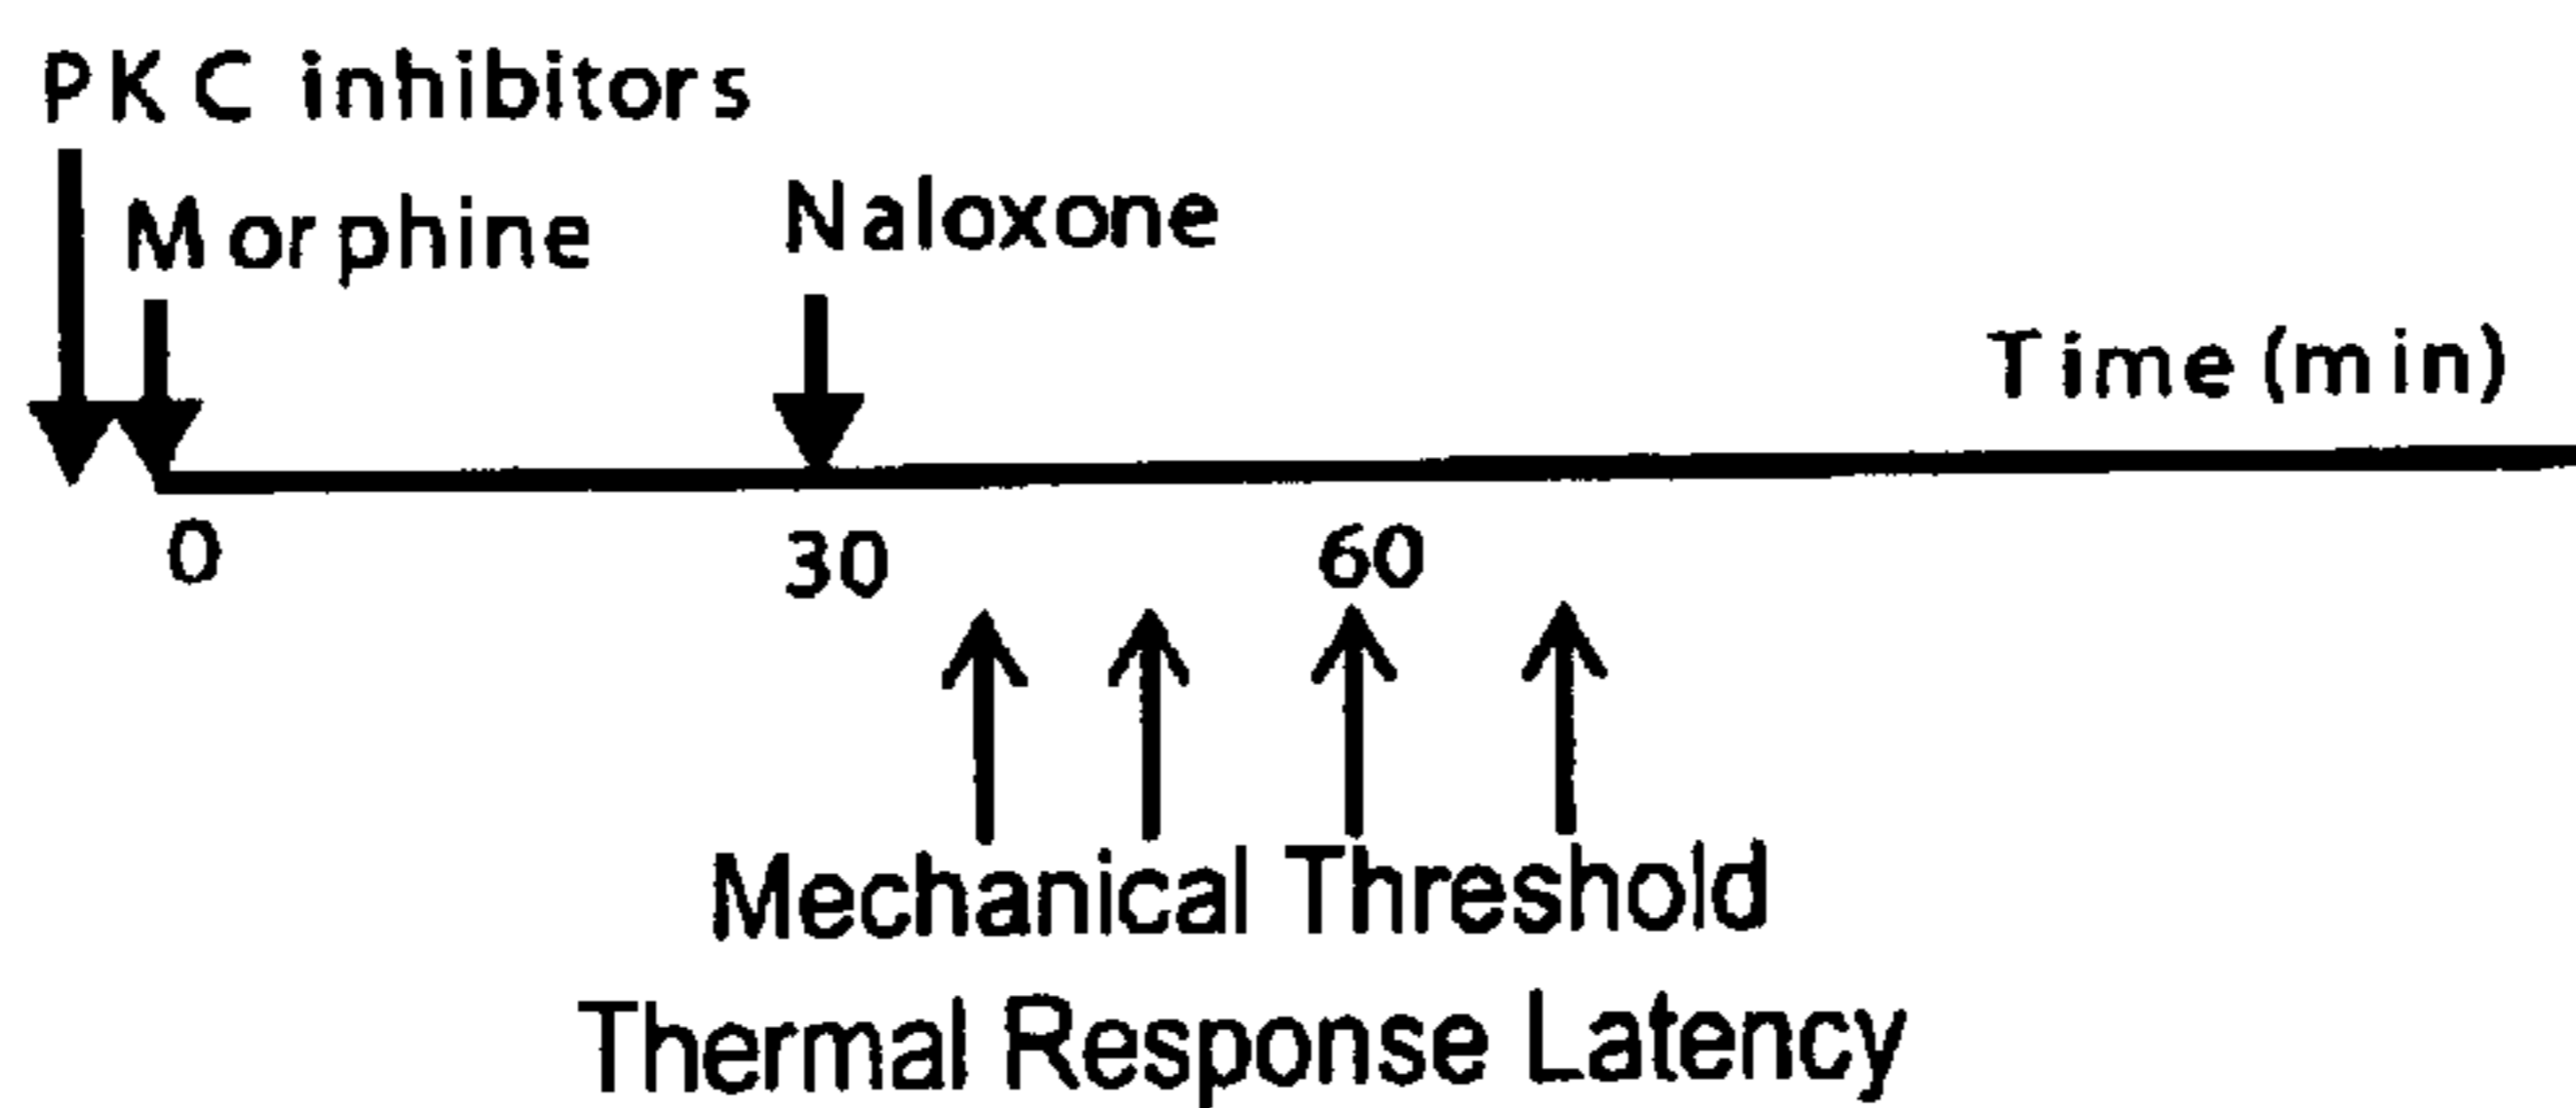 PKC inhibitors
Morphine
Naloxone
Time (min)
0
30
60
Mechanical Threshold
Thermal Response Latency